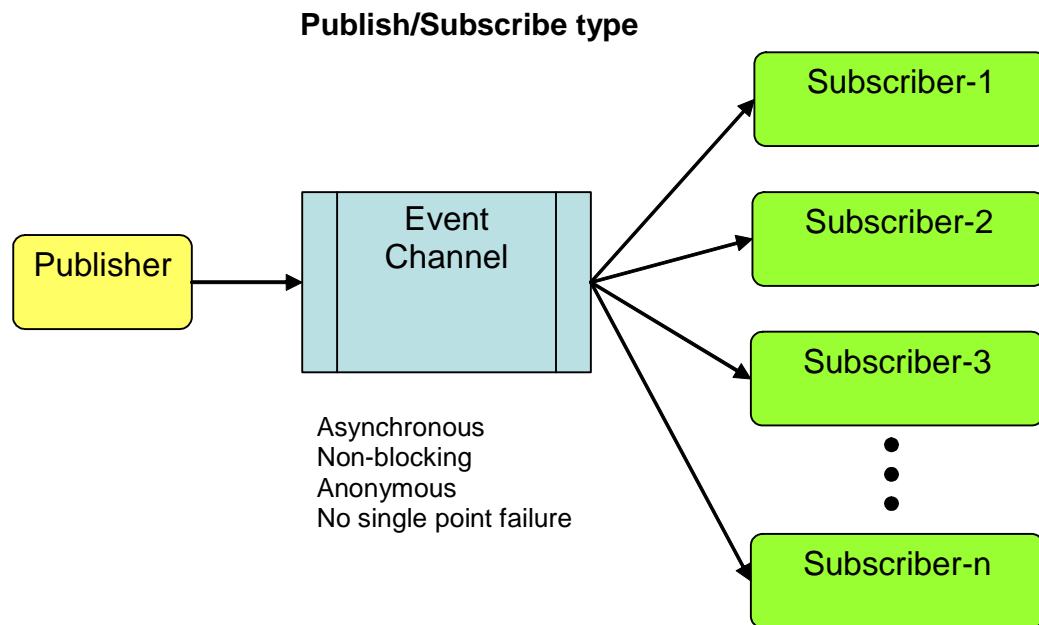 Publish/Subscribe type
Publisher
Event
Channel
Asynchronous
Non-blocking
Anonymous
No single point failure
Subscriber-1
Subscriber-2
Subscriber-3
Subscriber-n